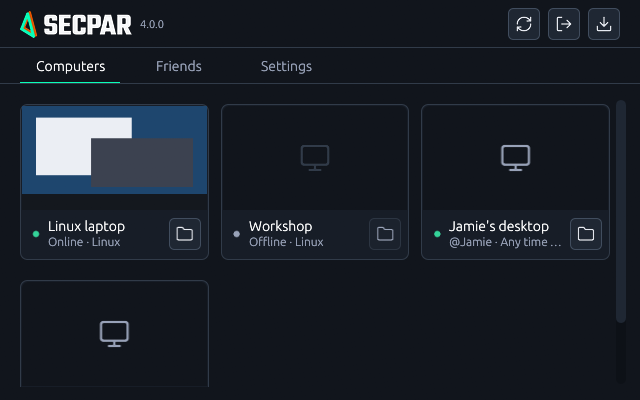 SECPAR 4.0.0
Computers Friends Settings
Linux laptop
Online · Linux
Workshop
Offline · Linux
Jamie's desktop
@Jamie · Any time ...